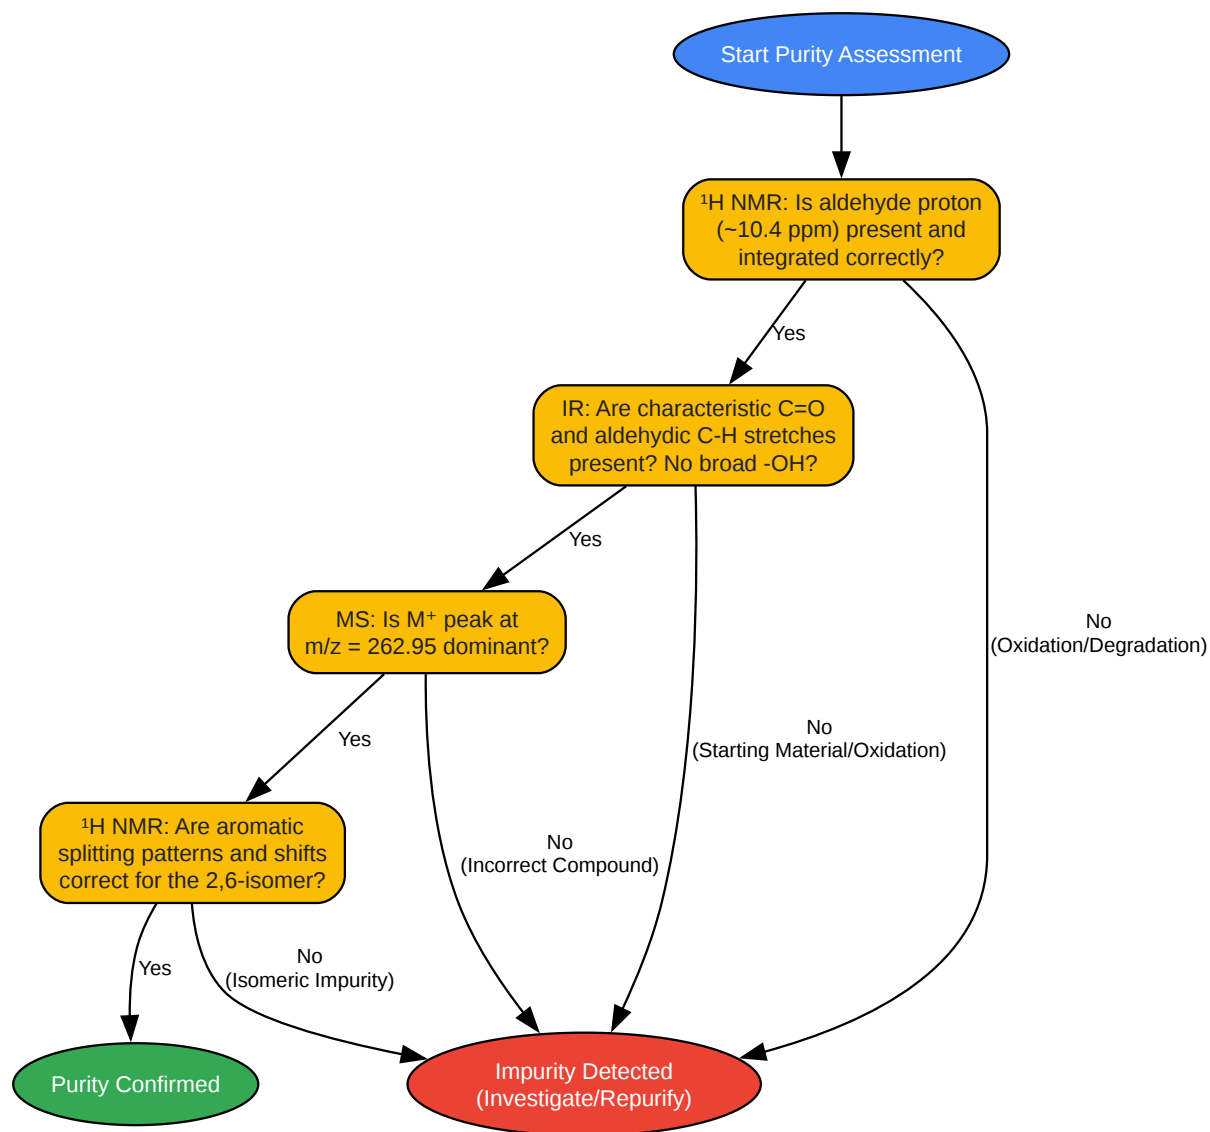 Start Purity Assessment
¹H NMR: Is aldehyde proton
(~10.4 ppm) present and
integrated correctly?
Yes
IR: Are characteristic C=O
and aldehydic C-H stretches
present? No broad -OH?
Yes
No
(Oxidation/Degradation)
MS: Is M⁺ peak at
m/z = 262.95 dominant?
Yes
No
(Starting Material/Oxidation)
¹H NMR: Are aromatic
splitting patterns and shifts
correct for the 2,6-isomer?
No
(Incorrect Compound)
Yes
No
(Isomeric Impurity)
Purity Confirmed
Impurity Detected
(Investigate/Repurify)